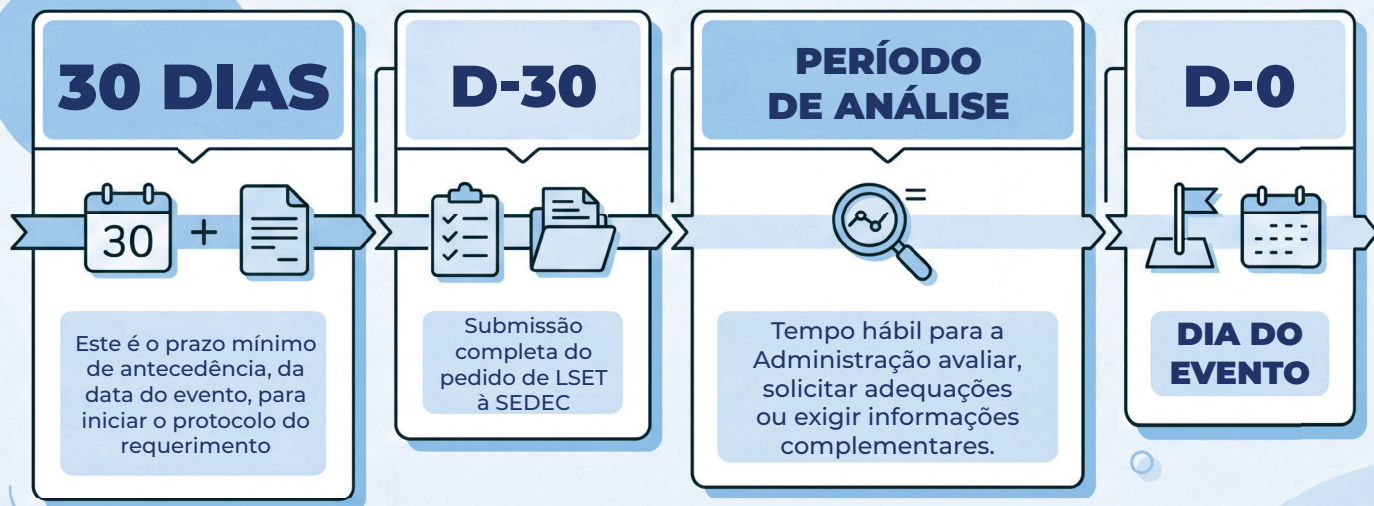 30 DIAS
30
Este é o prazo mínimo
de antecedência, da
data do evento, para
iniciar o protocolo do
requerimento
D-30
Submissão
completa do
pedido de LSET
à SEDEC
PERÍODO
DE ANÁLISE
Tempo hábil para a
Administração avaliar,
solicitar adequações
ou exigir informações
complementares.
D-0
DIA DO
EVENTO